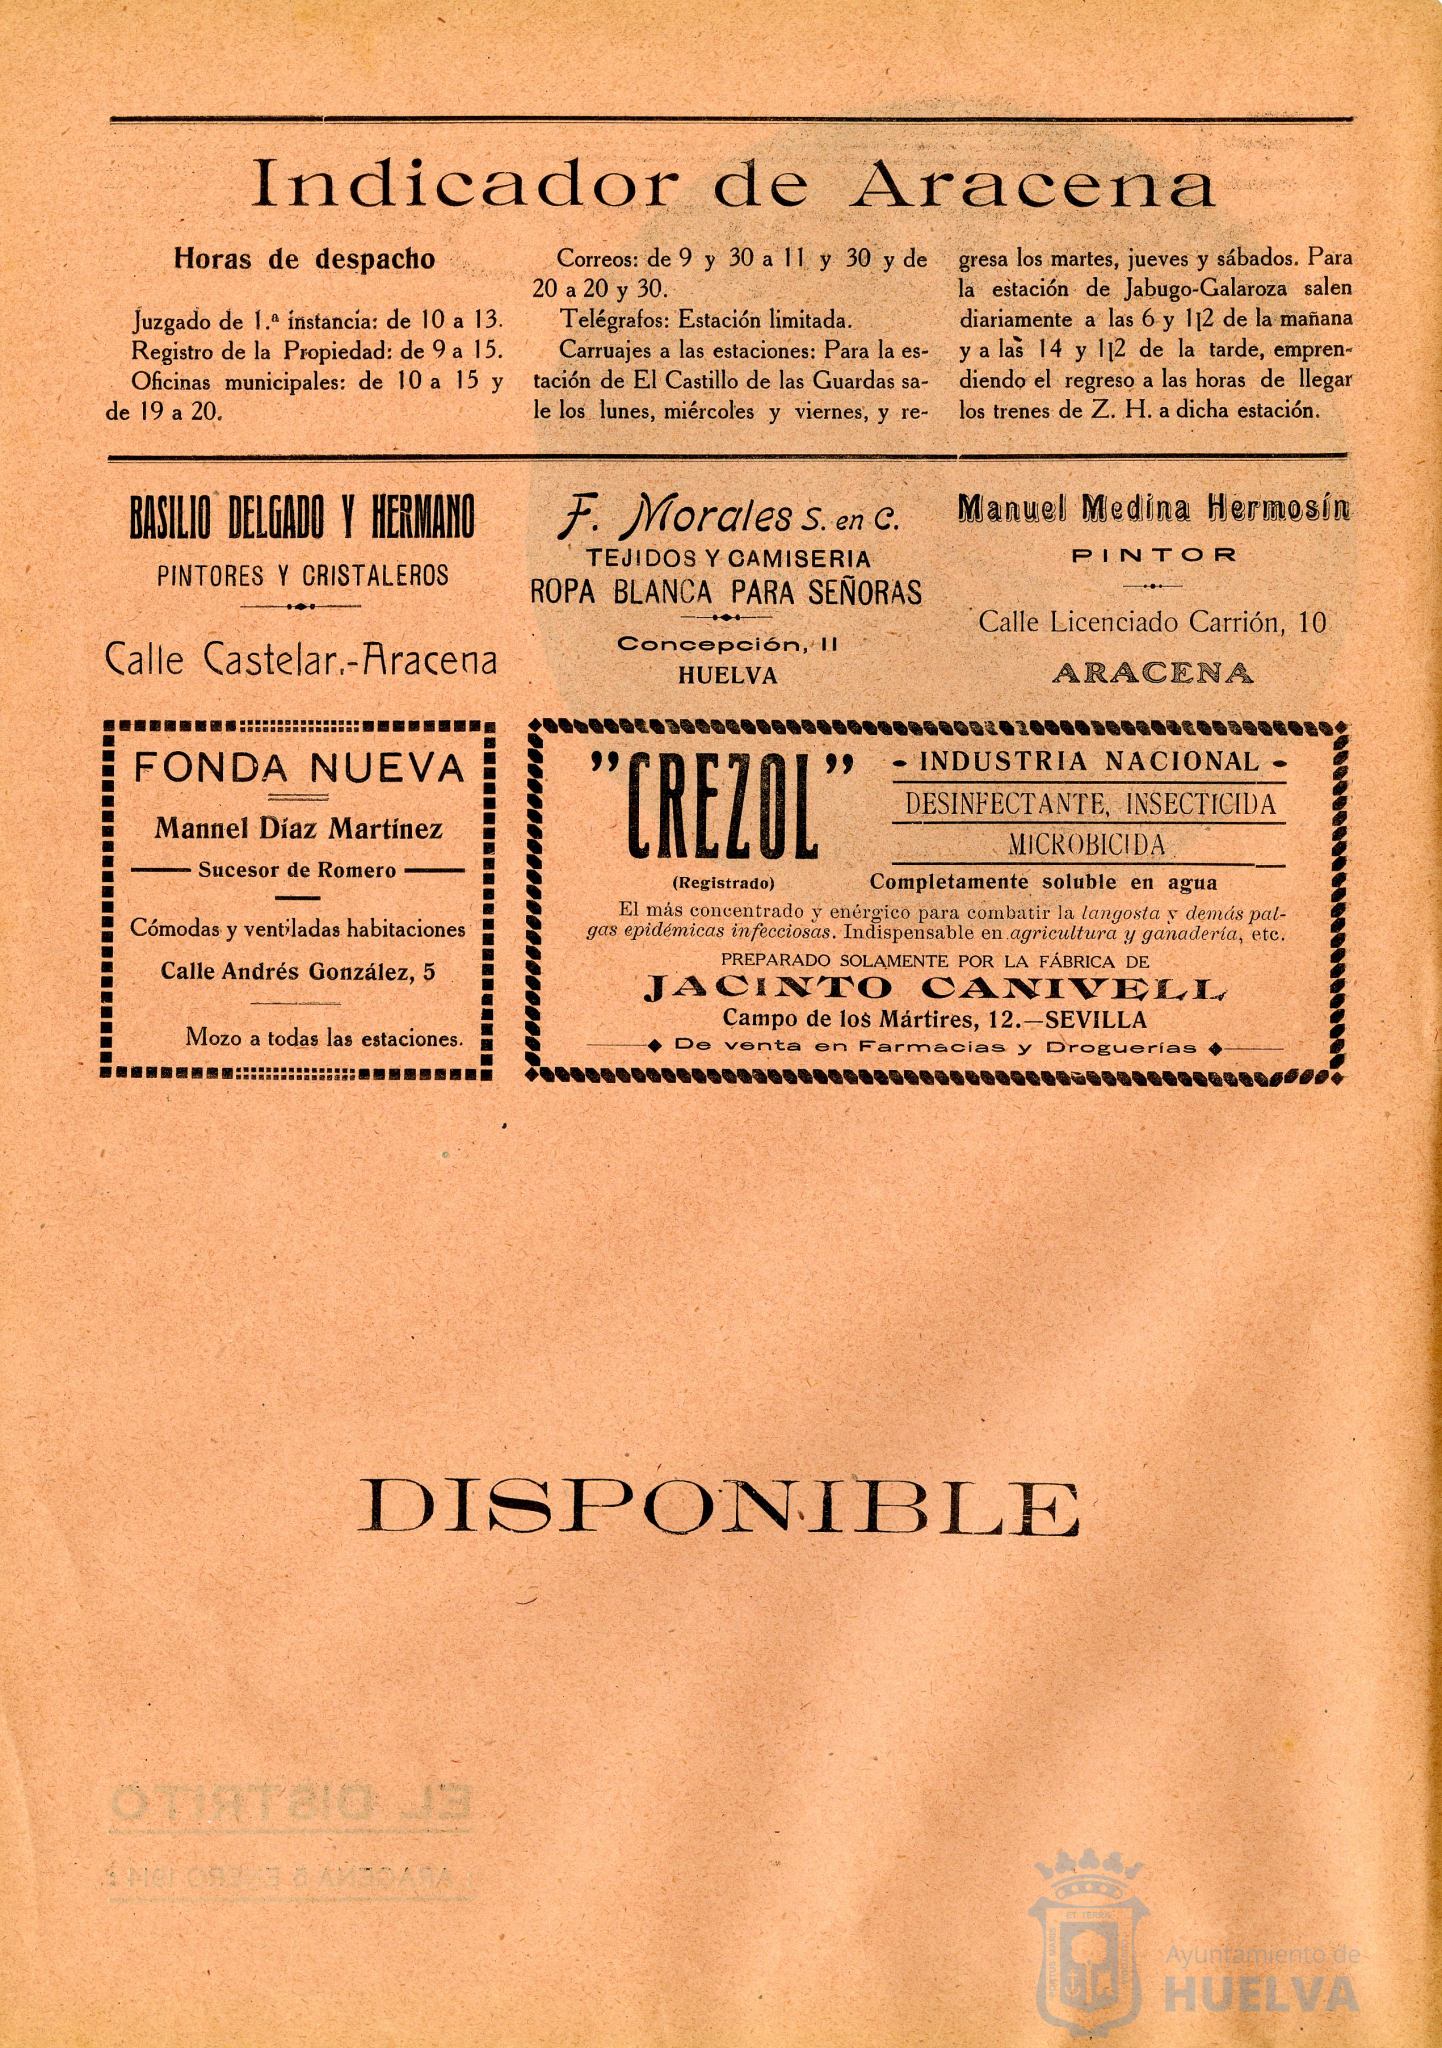 Indicador de Aracena
Horas de despacho
Juzgado de 1.ª instancia: de 10 a 13.
Registro de la Propiedad: de 9 a 15.
Oficinas municipales: de 10 a 15 y
de 19 a 20.
Correos: de 9 y 30 a 11 y 30 y de
20 a 20 y 30.
Telégrafos: Estación limitada.
Carruajes a las estaciones: Para la es-
tación de El Castillo de las Guardas sa-
le los lunes, miércoles y viernes, y re-
gresa los martes, jueves y sábados. Para
la estación de Jabugo-Galaroza salen
diariamente a las 6 y 1|2 de la mañana
y a las 14 y 1|2 de la tarde, empren-
diendo el regreso a las horas de llegar
los trenes de Z. H. a dicha estación.
BASILIO DELGADO Y HERMANO
PINTORES Y CRISTALEROS
Calle Castelar.-Aracena
F. Morales S. en C.
TEJIDOS Y CAMISERIA
ROPA BLANCA PARA SEÑORAS
Concepción, 11
HUELVA
Manuel Medina Hermosín
PINTOR
Calle Licenciado Carrión, 10
ARACENA
FONDA NUEVA
Mannel Díaz Martínez
Sucesor de Romero
Cómodas y ventiladas habitaciones
Calle Andrés González, 5
Mozo a todas las estaciones.
"CREZOL"
(Registrado)
- INDUSTRIA NACIONAL -
DESINFECTANTE, INSECTICIDA
MICROBICIDA
Completamente soluble en agua
El más concentrado y enérgico para combatir la langosta y demás pal-
gas epidémicas infecciosas. Indispensable en agricultura y ganadería, etc.
PREPARADO SOLAMENTE POR LA FÁBRICA DE
JACINTO CANIVELL
Campo de los Mártires, 12.—SEVILLA
De venta en Farmacias y Droguerías
DISPONIBLE
EL DISTRITO
ARACENA 5 ENERO 1914
Ayuntamiento de
HUELVA